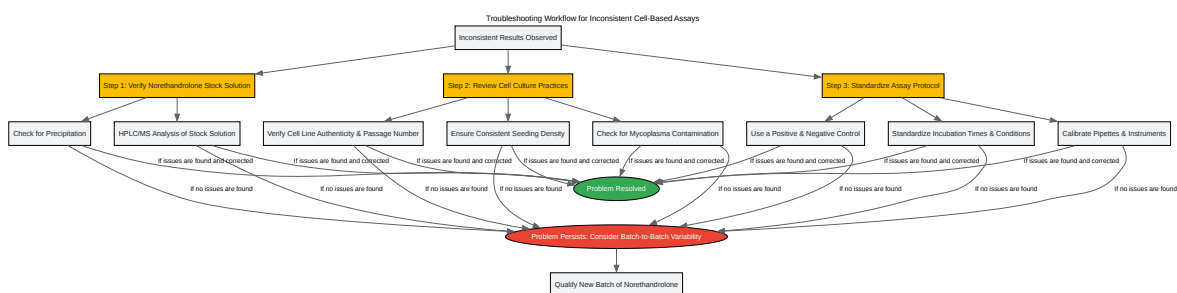 Troubleshooting Workflow for Inconsistent Cell-Based Assays
Inconsistent Results Observed
Step 1: Verify Norethandrolone Stock Solution
Step 2: Review Cell Culture Practices
Step 3: Standardize Assay Protocol
Check for Precipitation
HPLC/MS Analysis of Stock Solution
Verify Cell Line Authenticity & Passage Number
Ensure Consistent Seeding Density
Check for Mycoplasma Contamination
Use a Positive & Negative Control
Standardize Incubation Times & Conditions
Calibrate Pipettes & Instruments
If issues are found and corrected
If issues are found and corrected
If issues are found and corrected
If issues are found and corrected
If issues are found and corrected
If issues are found and corrected
If issues are found and corrected
If issues are found and corrected
Problem Resolved
If no issues are found
If no issues are found
If no issues are found
If no issues are found
If no issues are found
If no issues are found
If no issues are found
If no issues are found
Problem Persists: Consider Batch-to-Batch Variability
Qualify New Batch of Norethandrolone